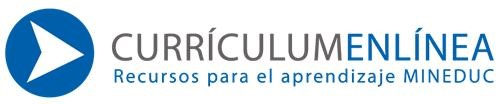 CURRÍCULUMENLÍNEA
Recursos para el aprendizaje MINEDUC